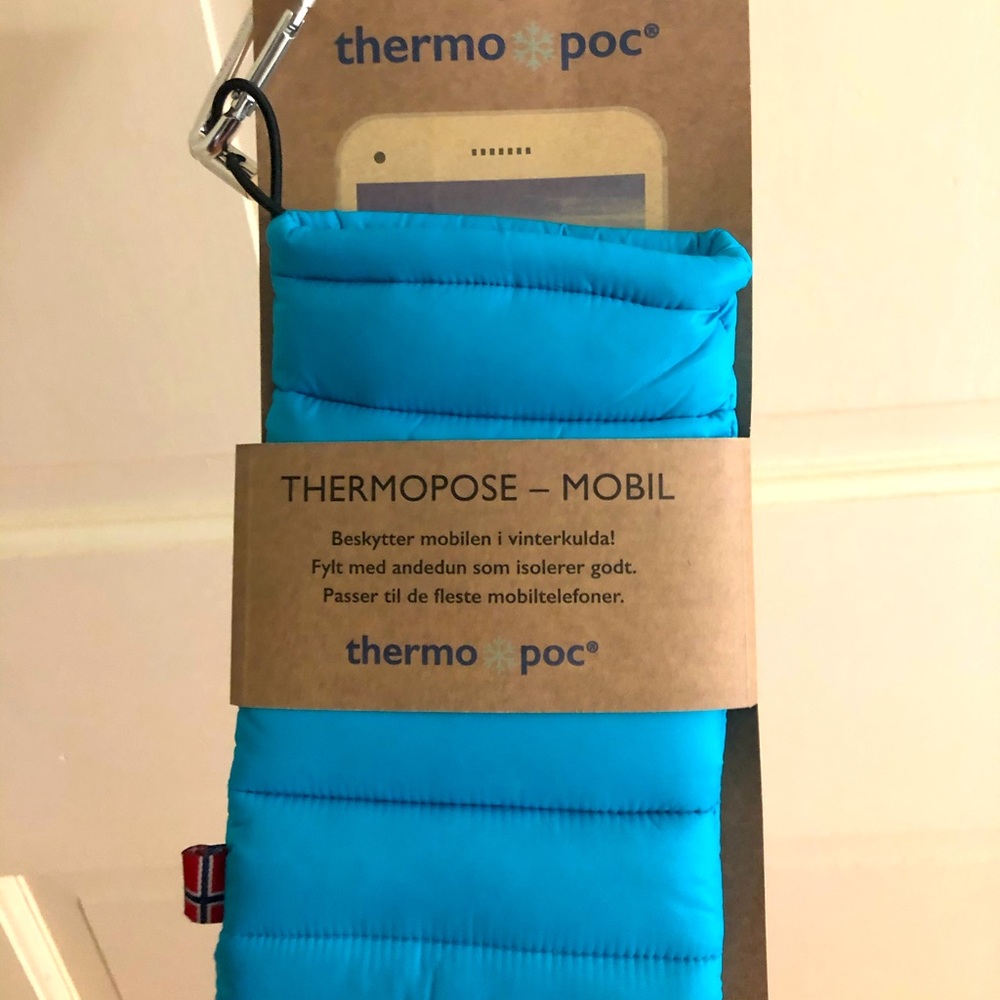 thermo poc®
THERMOPOSE – MOBIL
Beskytter mobilen i vinterkulda!
Fylt med andedun som isolerer godt.
Passer til de fleste mobiltelefoner.
thermo poc®